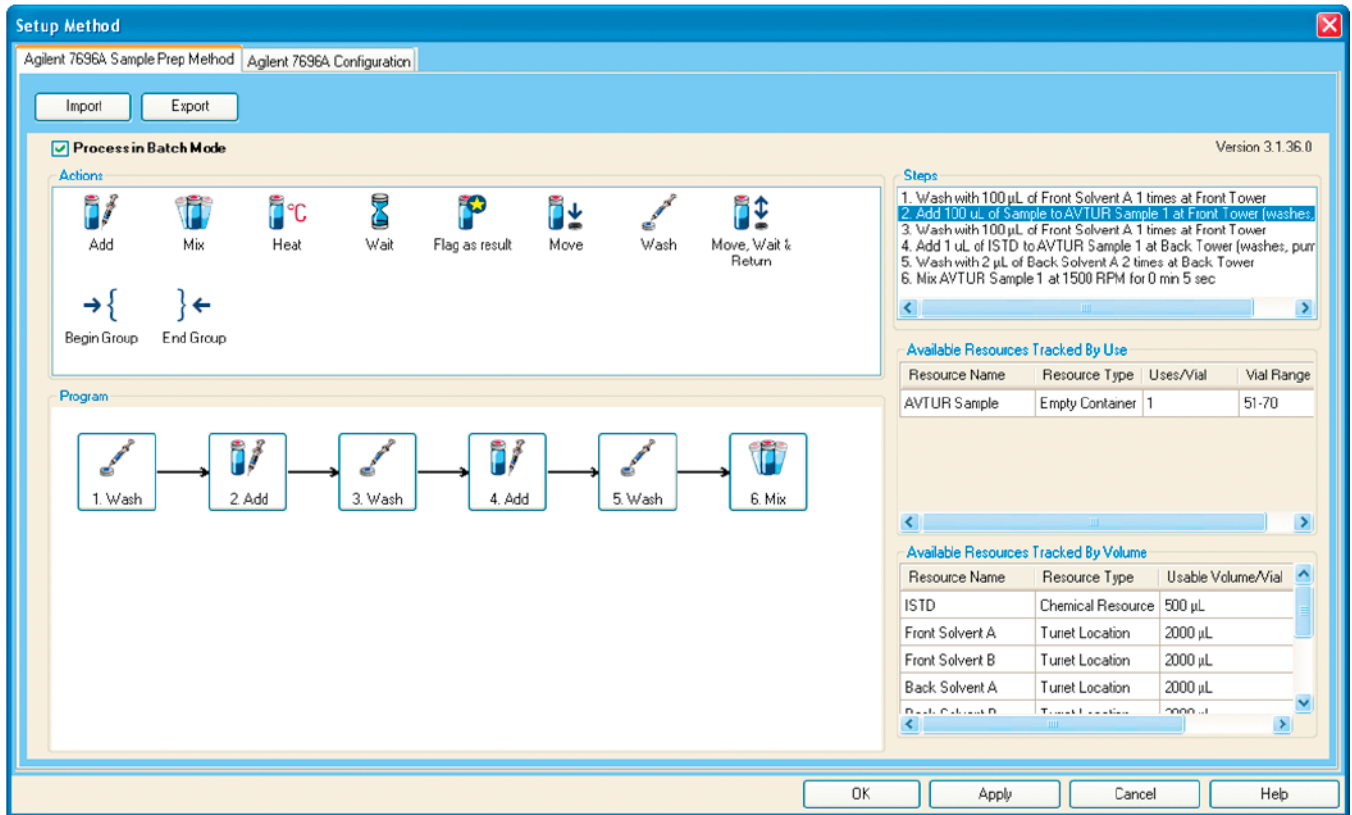 Setup Method
Agilent 7696A Sample Prep Method Agilent 7696A Configuration
Import Export
Process in Batch Mode
Version 3.1.36.0
Actions
Add Mix Heat Wait Flag as result Move Wash Move, Wait & Return
°C
Begin Group End Group
Program
1. Wash 2. Add 3. Wash 4. Add 5. Wash 6. Mix
Steps
1. Wash with 100 µL of Front Solvent A 1 times at Front Tower
2. Add 100 uL of Sample to AVTUR Sample 1 at Front Tower (washes,
3. Wash with 100 µL of Front Solvent A 1 times at Front Tower
4. Add 1 uL of ISTD to AVTUR Sample 1 at Back Tower (washes, pum
5. Wash with 2 µL of Back Solvent A 2 times at Back Tower
6. Mix AVTUR Sample 1 at 1500 RPM for 0 min 5 sec
Available Resources Tracked By Use
Resource Name Resource Type Uses/Vial Vial Range
AVTUR Sample Empty Container 1 51-70
Available Resources Tracked By Volume
Resource Name Resource Type Usable Volume/Vial
ISTD Chemical Resource 500 µL
Front Solvent A Turret Location 2000 µL
Front Solvent B Turret Location 2000 µL
Back Solvent A Turret Location 2000 µL
OK Apply Cancel Help